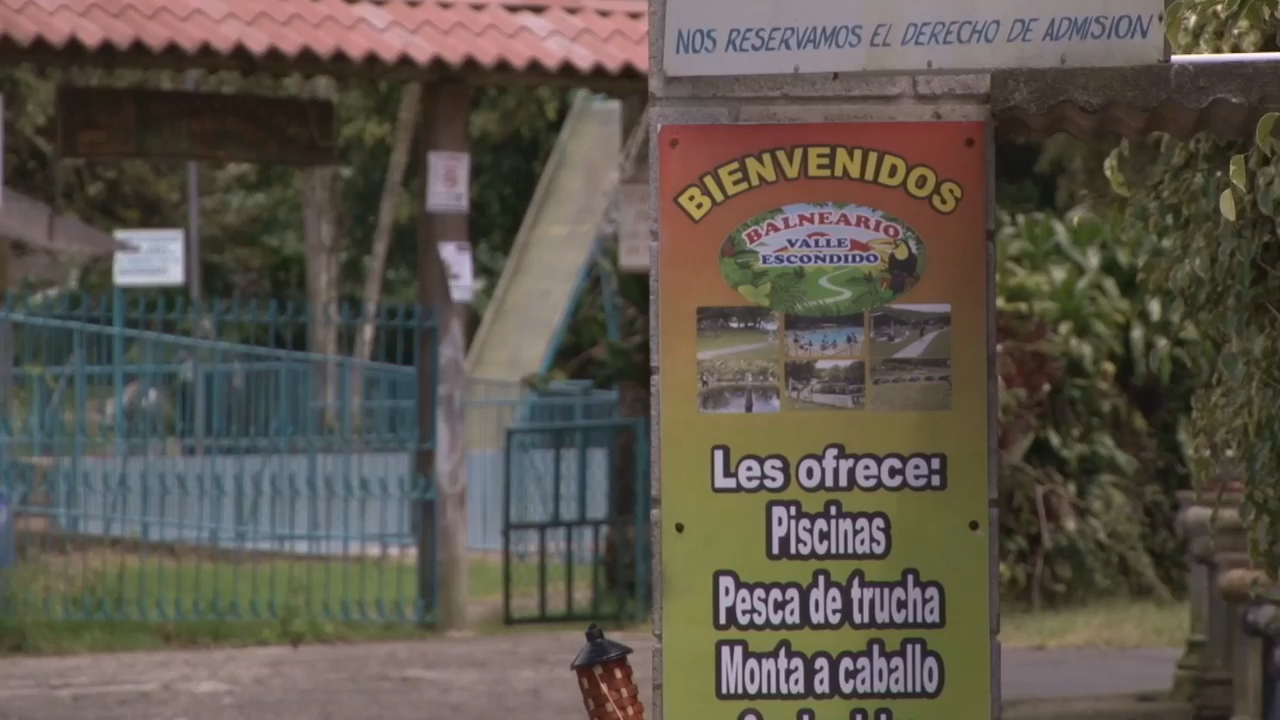 NOS RESERVAMOS EL DERECHO DE ADMISION
BIENVENIDOS
BALNEARIO
VALLE
ESCONDIDO
Les ofrece:
Piscinas
Pesca de trucha
Monta a caballo